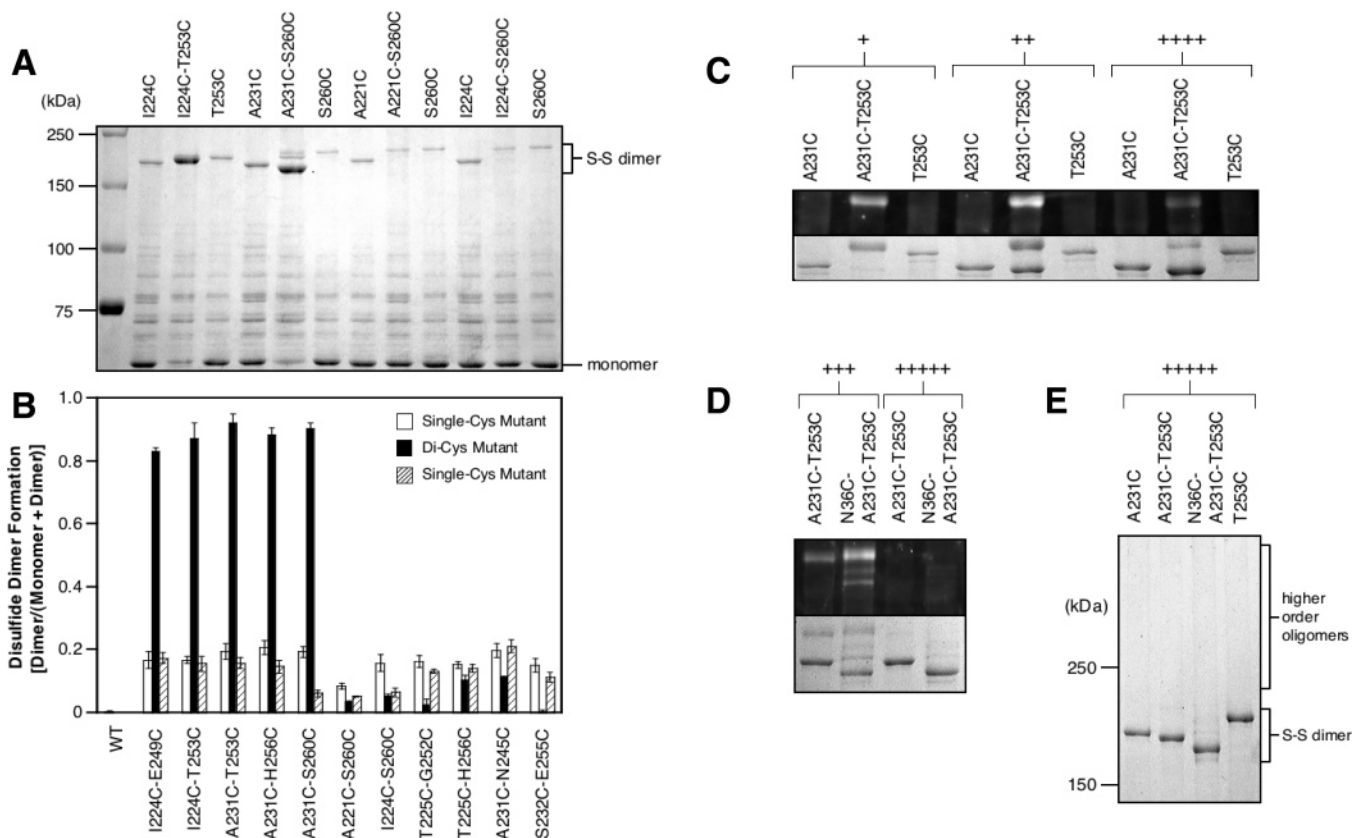 A
(kDa)
I224C
I224C-T253C
T253C
A231C
A231C-S260C
S260C
A221C
A221C-S260C
S260C
I224C
I224C-S260C
S260C
250
150
100
75
S-S dimer
monomer
B
Disulfide Dimer Formation
[Dimer/(Monomer + Dimer)]
1.0
0.8
0.6
0.4
0.2
0
Single-Cys Mutant
Di-Cys Mutant
Single-Cys Mutant
WT
I224C-E249C
I224C-T253C
A231C-T253C
A231C-H256C
A231C-S260C
A221C-S260C
I224C-S260C
T225C-G252C
T225C-H256C
A231C-N245C
S232C-E255C
C
+
++
++++
A231C
A231C-T253C
T253C
A231C
A231C-T253C
T253C
A231C
A231C-T253C
T253C
D
+++
+++++
A231C-T253C
N36C-
A231C-T253C
A231C-T253C
N36C-
A231C-T253C
E
+++++
A231C
A231C-T253C
N36C-
A231C-T253C
T253C
(kDa)
250
150
higher
order
oligomers
S-S dimer